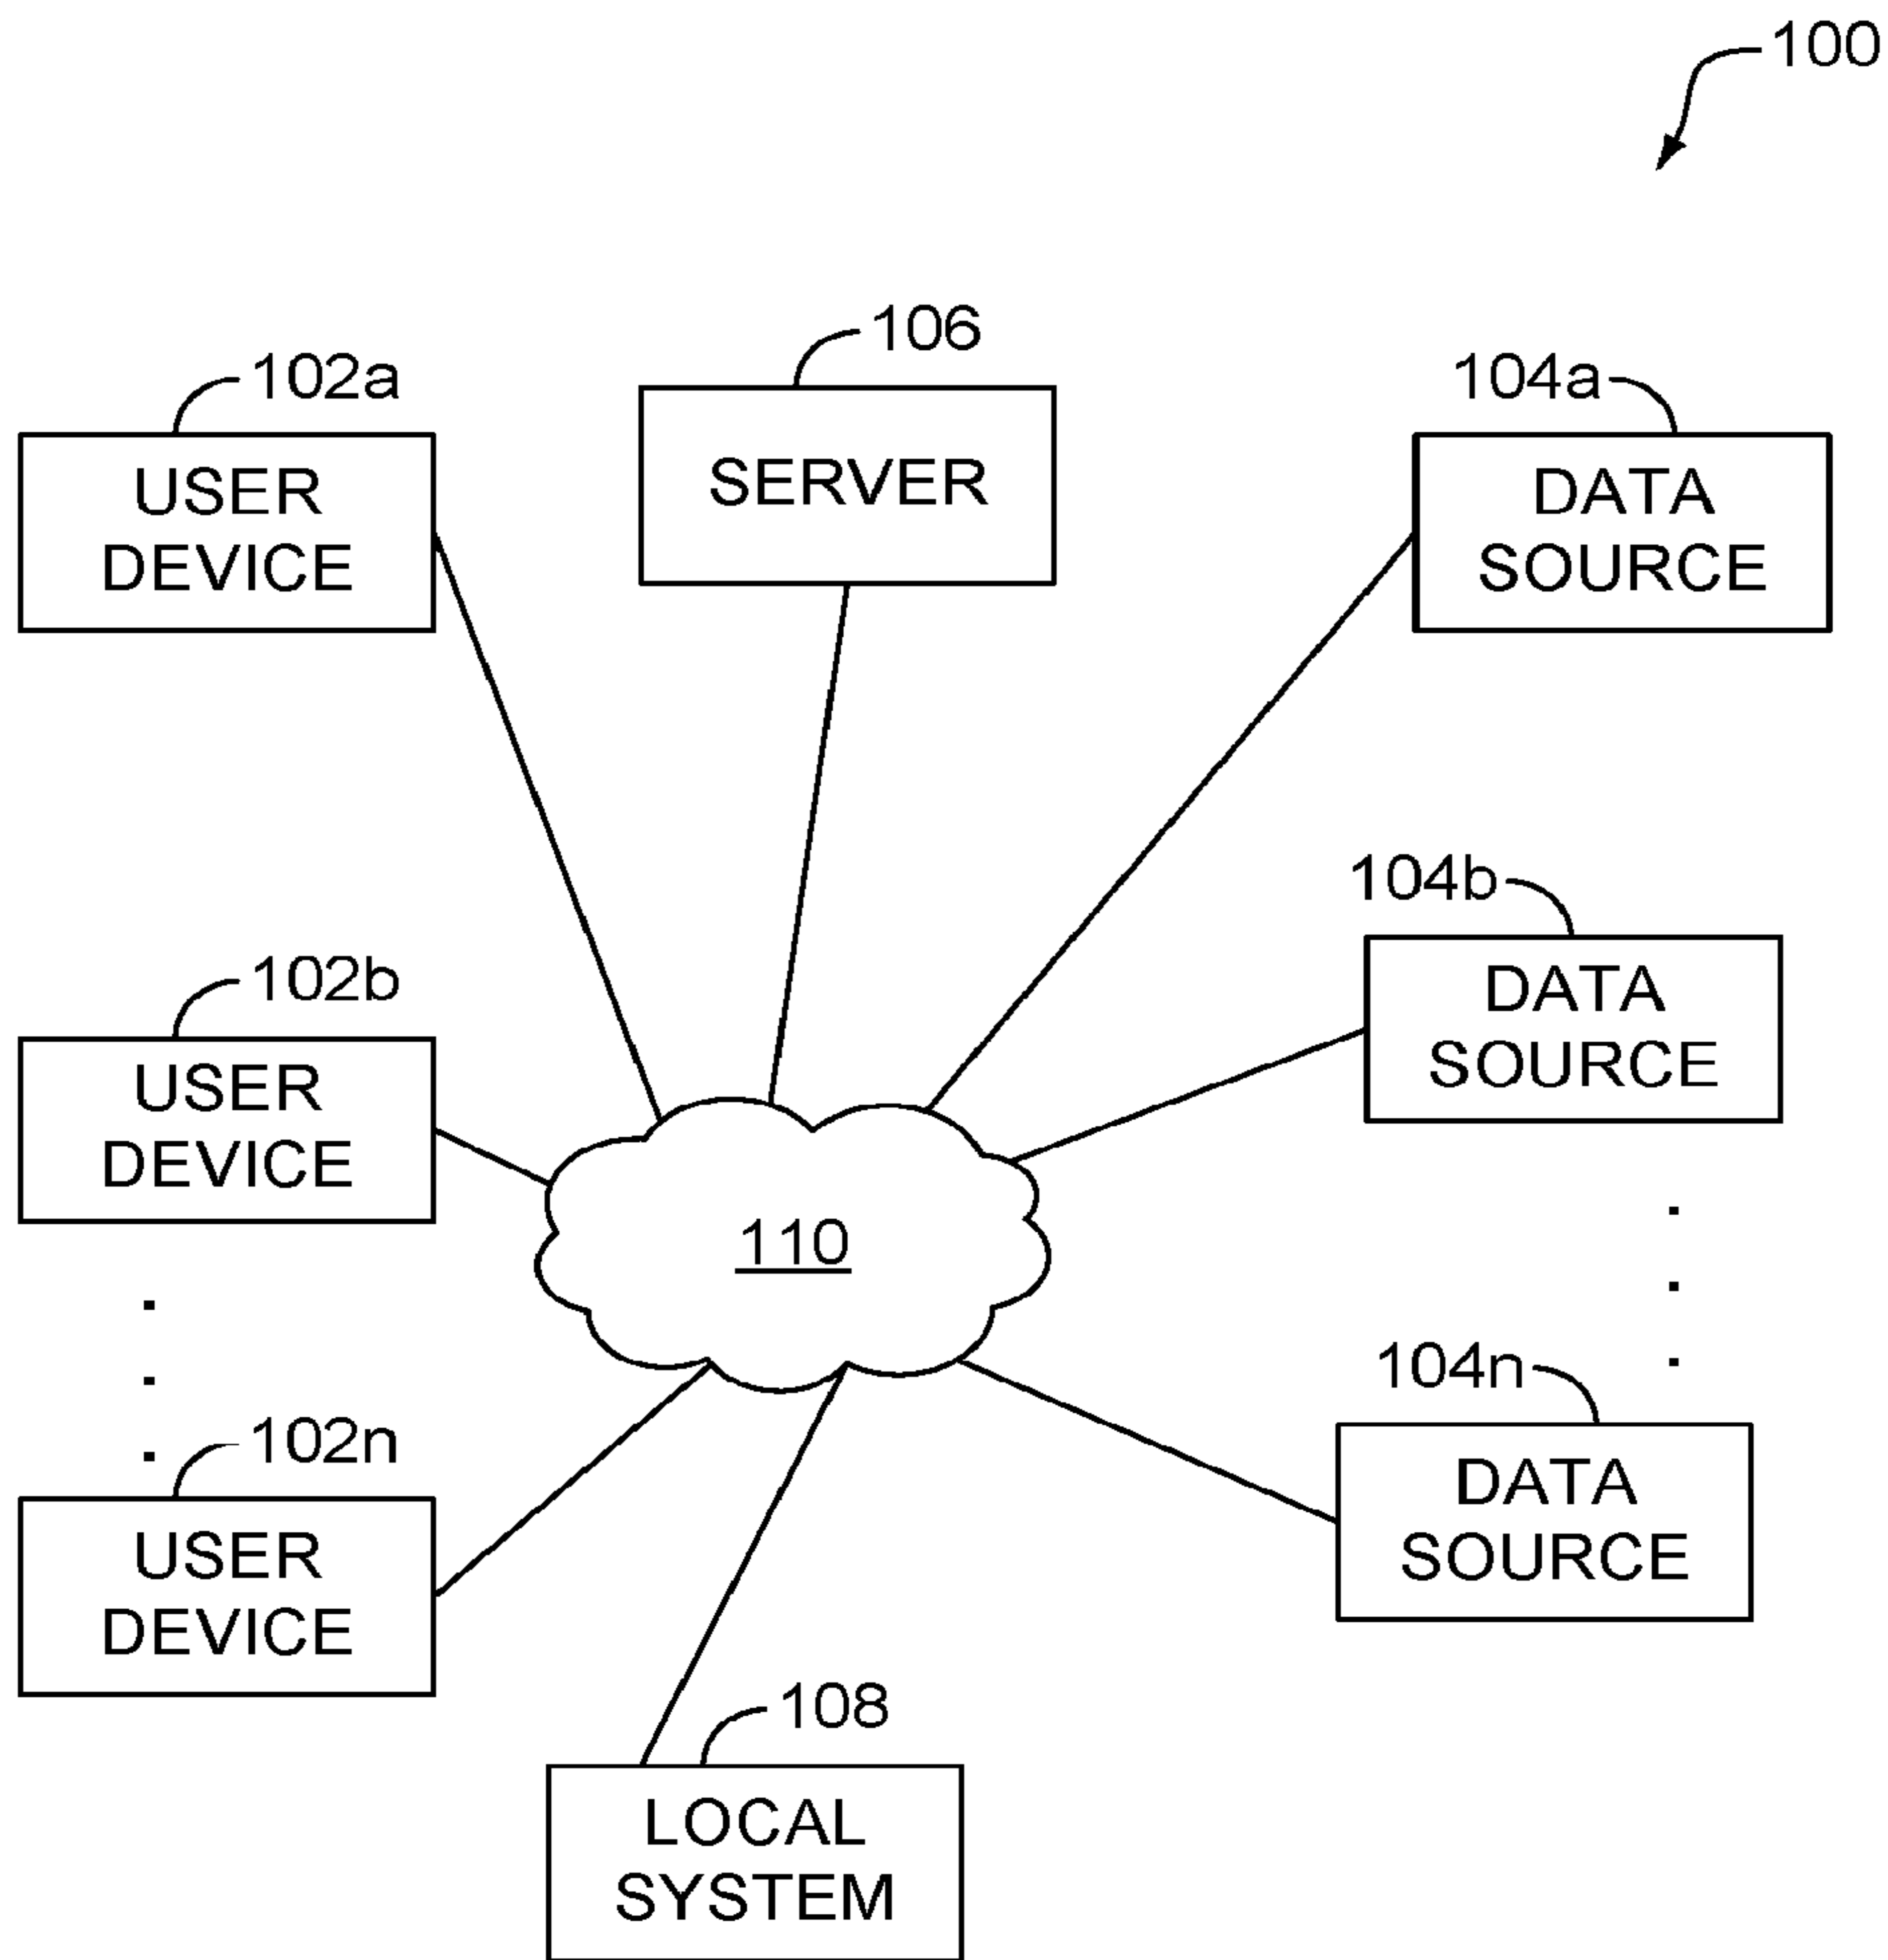 100
106
102a
104a
SERVER
USER
DEVICE
DATA
SOURCE
104b
102b
DATA
SOURCE
USER
DEVICE
110
104n
102n
DATA
SOURCE
USER
DEVICE
108
LOCAL
SYSTEM